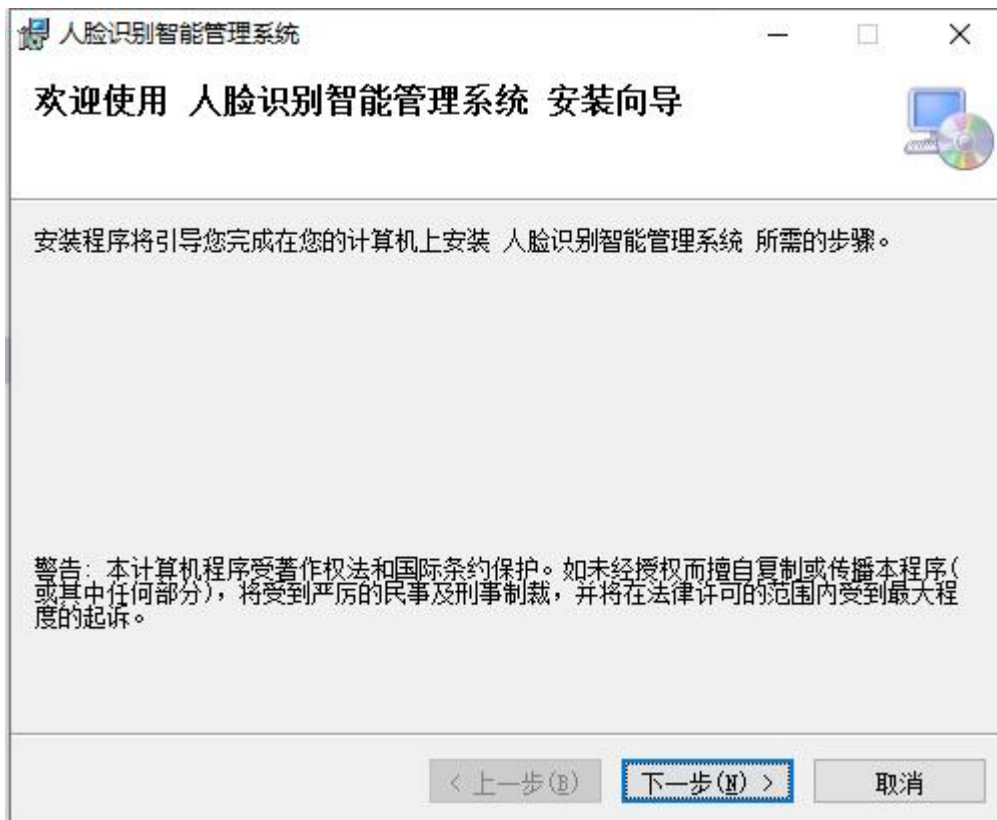 人脸识别智能管理系统
欢迎使用 人脸识别智能管理系统 安装向导
安装程序将引导您完成在您的计算机上安装 人脸识别智能管理系统 所需的步骤。
警告: 本计算机程序受著作权法和国际条约保护。如未经授权而擅自复制或传播本程序(
或其中任何部分)，将受到严厉的民事及刑事制裁，并将在法律许可的范围内受到最大程
度的起诉。
< 上一步(B)
下一步(N) >
取消